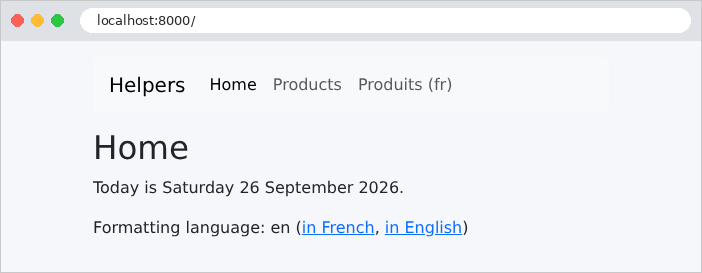 localhost:8000/
Helpers Home Products Produits (fr)
Home
Today is Saturday 26 September 2026.
Formatting language: en (in French, in English)